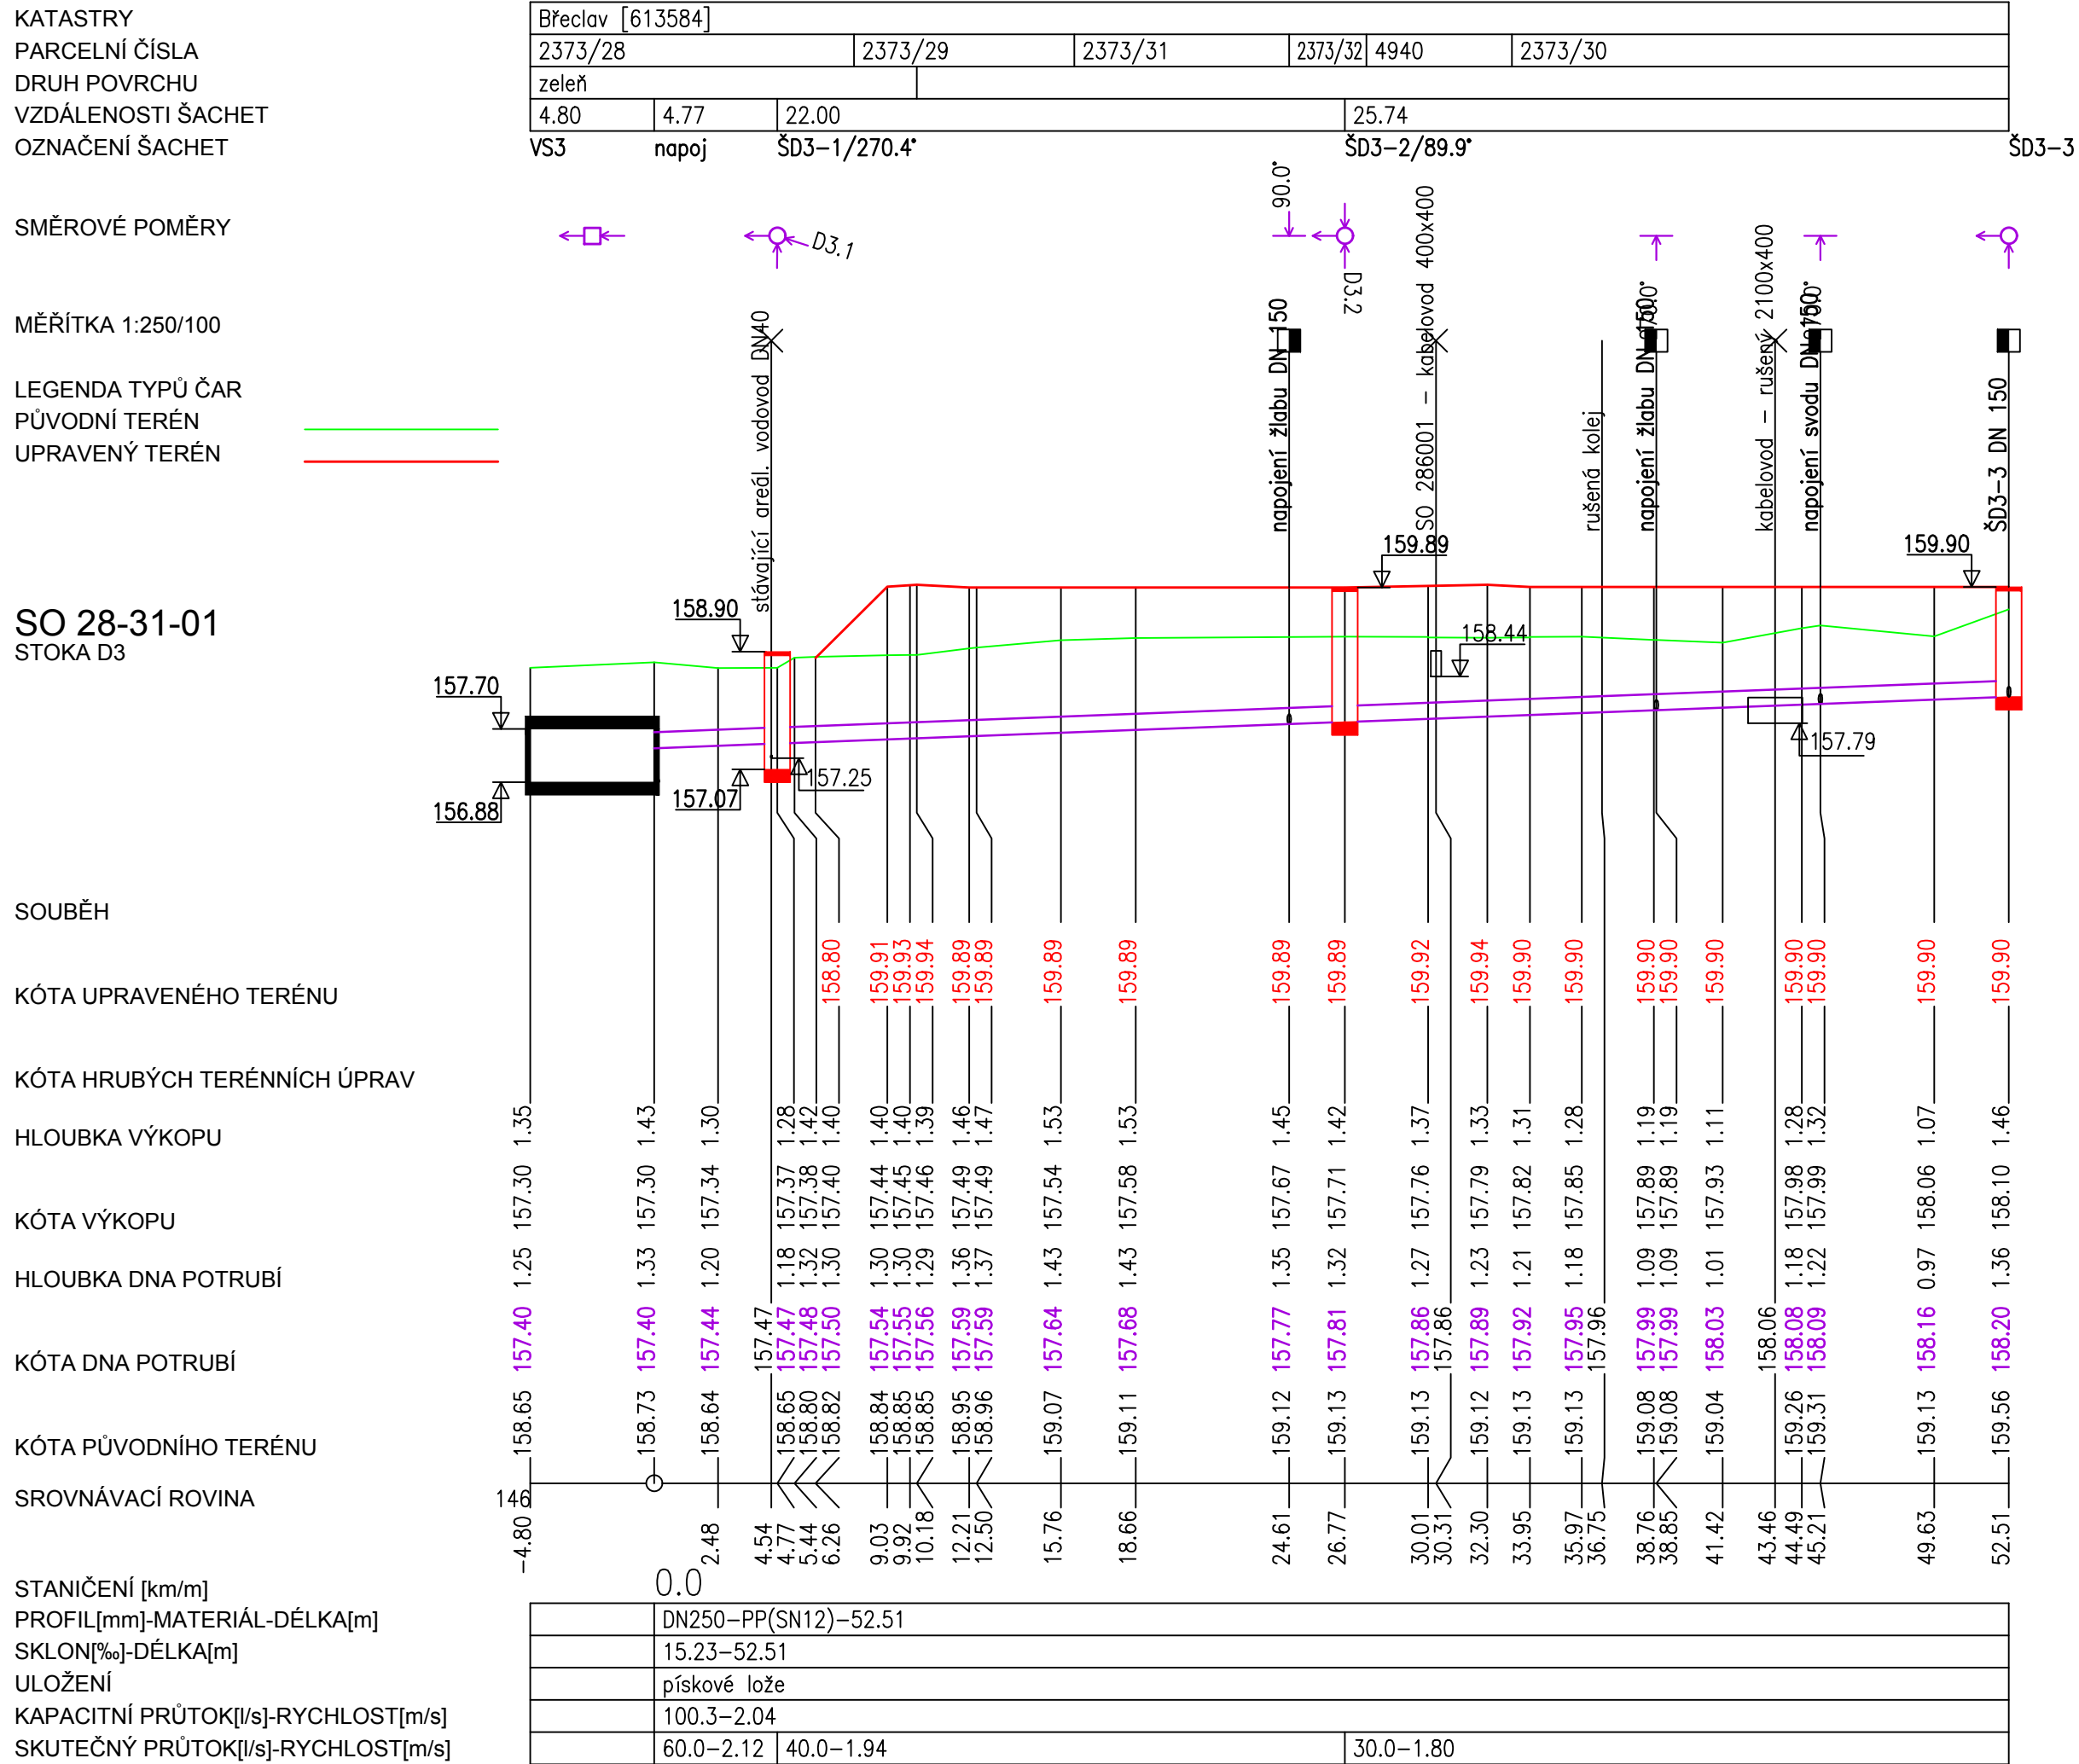 KATASTRY Břeclav [613584]
PARCELNÍ ČÍSLA 2373/28 2373/29 2373/31 2373/32 4940 2373/30
DRUH POVRCHU zeleň
VZDÁLENOSTI ŠACHET 4.80 4.77 22.00 25.74
OZNAČENÍ ŠACHET VS3 napoj ŠD3-1/270.4° ŠD3-2/89.9° ŠD3-3
SMĚROVÉ POMĚRY D3.1 90.0° D3.2
MĚŘÍTKA 1:250/100
LEGENDA TYPŮ ČAR
PŮVODNÍ TERÉN
UPRAVENÝ TERÉN
stávající areál. vodovod DN40
napojení žlabu DN 150
SO 286001 - kabelovod 400x400
rušená kolej
napojení žlabu DN 150
kabelovod - rušený 2100x400
napojení svodu DN 150
ŠD3-3 DN 150
159.89
159.90
158.90
158.44
SO 28-31-01
STOKA D3
157.70
157.79
157.25
157.07
156.88
SOUBĚH
KÓTA UPRAVENÉHO TERÉNU 158.80 159.91 159.93 159.94 159.89 159.89 159.89 159.89 159.89 159.89 159.92 159.94 159.90 159.90 159.90 159.90 159.90 159.90 159.90 159.90 159.90
KÓTA HRUBÝCH TERÉNNÍCH ÚPRAV
HLOUBKA VÝKOPU 1.35 1.43 1.30 1.28 1.42 1.40 1.40 1.40 1.39 1.46 1.47 1.53 1.53 1.45 1.42 1.37 1.33 1.31 1.28 1.19 1.19 1.11 1.28 1.32 1.07 1.46
KÓTA VÝKOPU 157.30 157.30 157.34 157.37 157.38 157.40 157.44 157.45 157.46 157.49 157.49 157.54 157.58 157.67 157.71 157.76 157.79 157.82 157.85 157.89 157.89 157.93 157.98 157.99 158.06 158.10
HLOUBKA DNA POTRUBÍ 1.25 1.33 1.20 1.18 1.32 1.30 1.30 1.30 1.29 1.36 1.37 1.43 1.43 1.35 1.32 1.27 1.23 1.21 1.18 1.09 1.09 1.01 1.18 1.22 0.97 1.36
KÓTA DNA POTRUBÍ 157.40 157.40 157.44 157.47 157.47 157.48 157.50 157.54 157.55 157.56 157.59 157.59 157.64 157.68 157.77 157.81 157.86 157.86 157.89 157.92 157.95 157.96 157.99 157.99 158.03 158.06 158.08 158.09 158.16 158.20
KÓTA PŮVODNÍHO TERÉNU 158.65 158.73 158.64 158.65 158.80 158.82 158.84 158.85 158.85 158.95 158.96 159.07 159.11 159.12 159.13 159.13 159.12 159.13 159.13 159.08 159.08 159.04 159.26 159.31 159.13 159.56
SROVNÁVACÍ ROVINA 146
-4.80 2.48 4.54 4.77 5.44 6.26 9.03 9.92 10.18 12.21 12.50 15.76 18.66 24.61 26.77 30.01 30.31 32.30 33.95 35.97 36.75 38.76 38.85 41.42 43.46 44.49 45.21 49.63 52.51
STANIČENÍ [km/m] 0.0
PROFIL[mm]-MATERIÁL-DÉLKA[m] DN250-PP(SN12)-52.51
SKLON[‰]-DÉLKA[m] 15.23-52.51
ULOŽENÍ pískové lože
KAPACITNÍ PRŮTOK[l/s]-RYCHLOST[m/s] 100.3-2.04
SKUTEČNÝ PRŮTOK[l/s]-RYCHLOST[m/s] 60.0-2.12 40.0-1.94 30.0-1.80